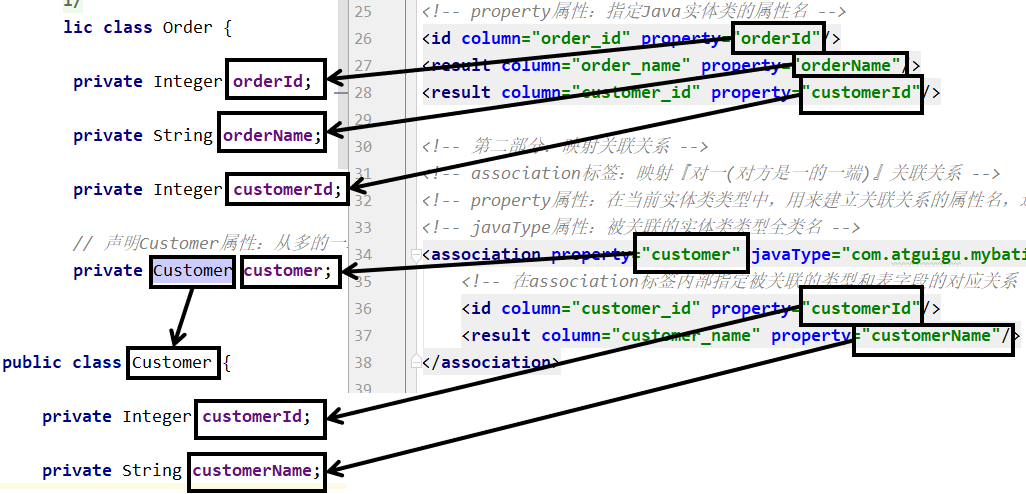 1/
lic class Order {
private Integer orderId;
private String orderName;
private Integer customerId;
// 声明Customer属性：从多的一
private Customer customer;
public class Customer {
private Integer customerId;
private String customerName;
25 <!-- property属性：指定Java实体类的属性名 -->
26 <id column="order_id" property="orderId"/>
27 <result column="order_name" property="orderName"/>
28 <result column="customer_id" property="customerId"/>
29
30 <!-- 第二部分：映射关联关系 -->
31 <!-- association标签：映射『对一(对方是一的一端)』关联关系 -->
32 <!-- property属性：在当前实体类类型中，用来建立关联关系的属性名，
33 <!-- javaType属性：被关联的实体类类型全类名 -->
34 <association property="customer" javaType="com.atguigu.mybati
35 <!-- 在association标签内部指定被关联的类型和表字段的对应关系
36 <id column="customer_id" property="customerId"/>
37 <result column="customer_name" property="customerName"/>
38 </association>
39